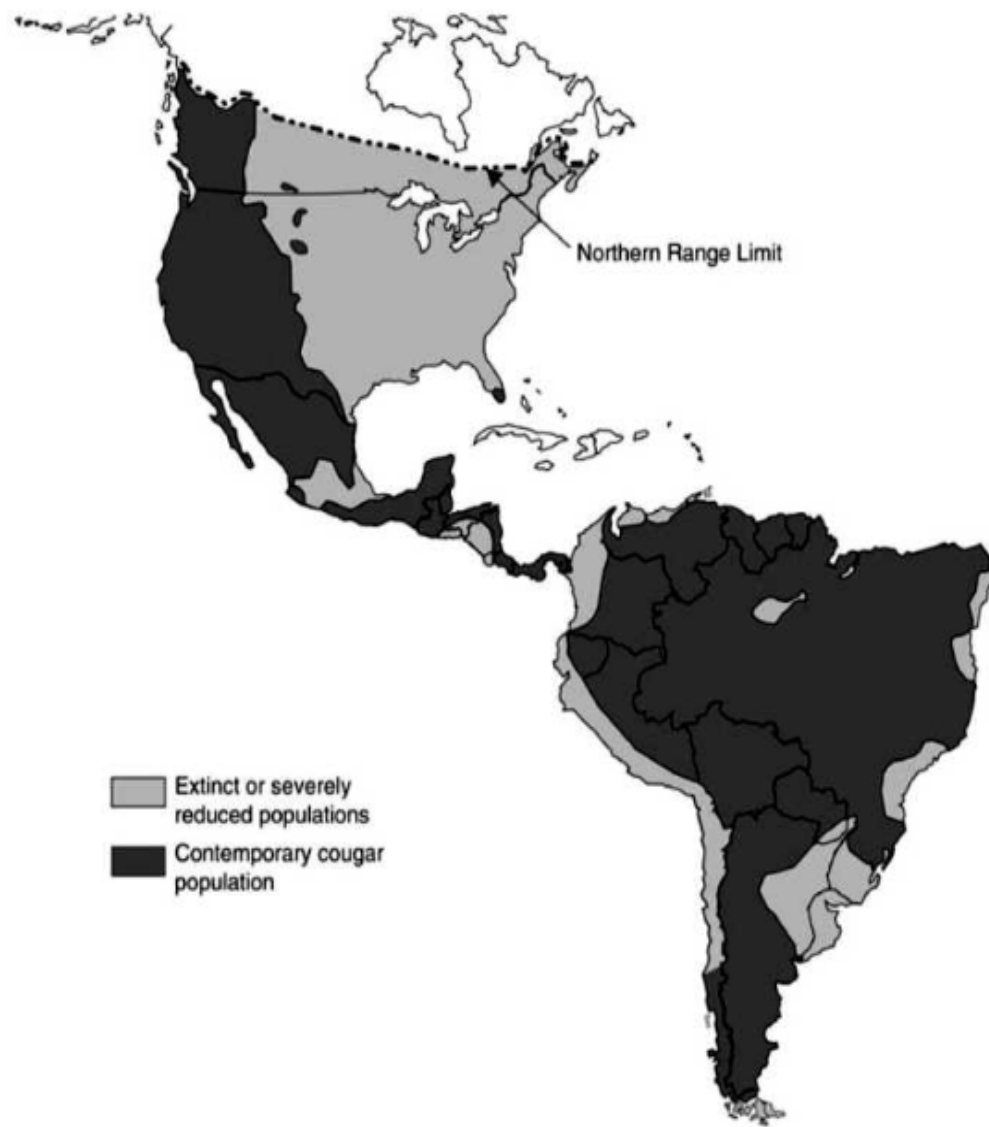 Northern Range Limit
Extinct or severely
reduced populations
Contemporary cougar
population